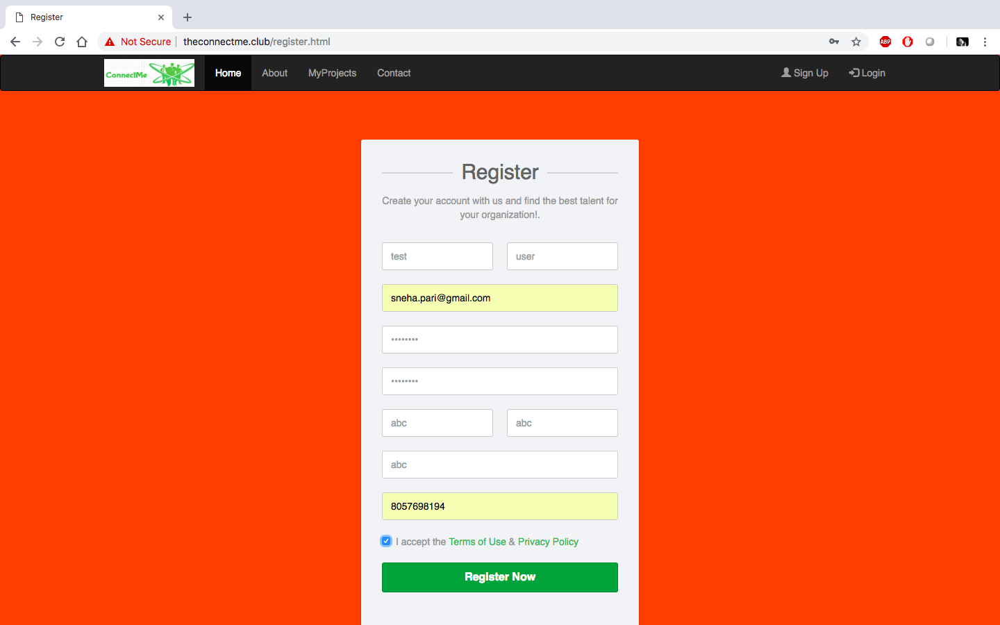 Register
Not Secure theconnectme.club/register.html
ABP
ConnectMe Home About MyProjects Contact Sign Up Login
Register
Create your account with us and find the best talent for
your organization!.
test user
sneha.pari@gmail.com
••••••••
••••••••
abc abc
abc
8057698194
I accept the Terms of Use & Privacy Policy
Register Now